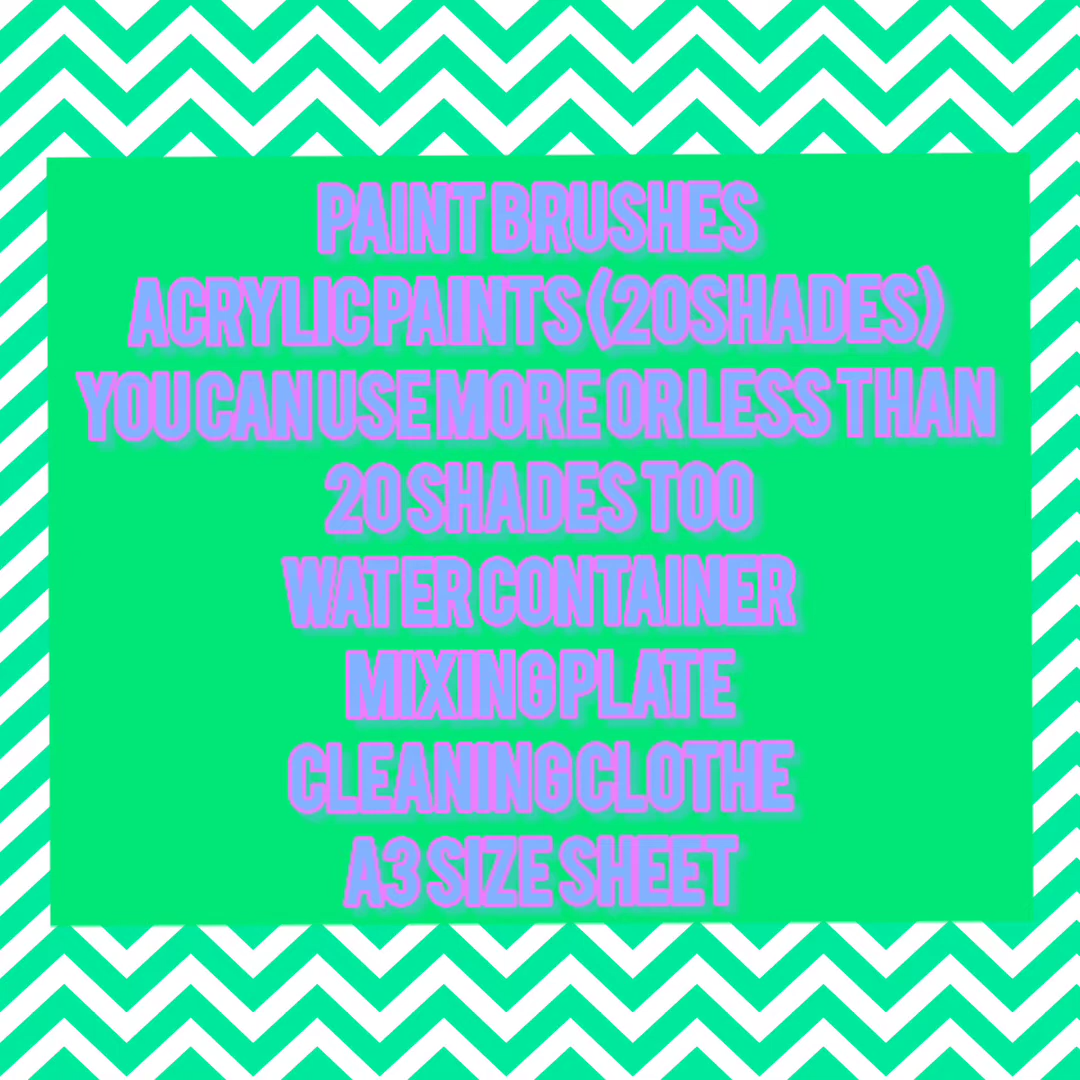 PAINT BRUSHES
ACRYLIC PAINTS (20SHADES)
YOU CAN USE MORE OR LESS THAN
20 SHADES TOO
WATER CONTAINER
MIXING PLATE
CLEANING CLOTHE
A3 SIZE SHEET